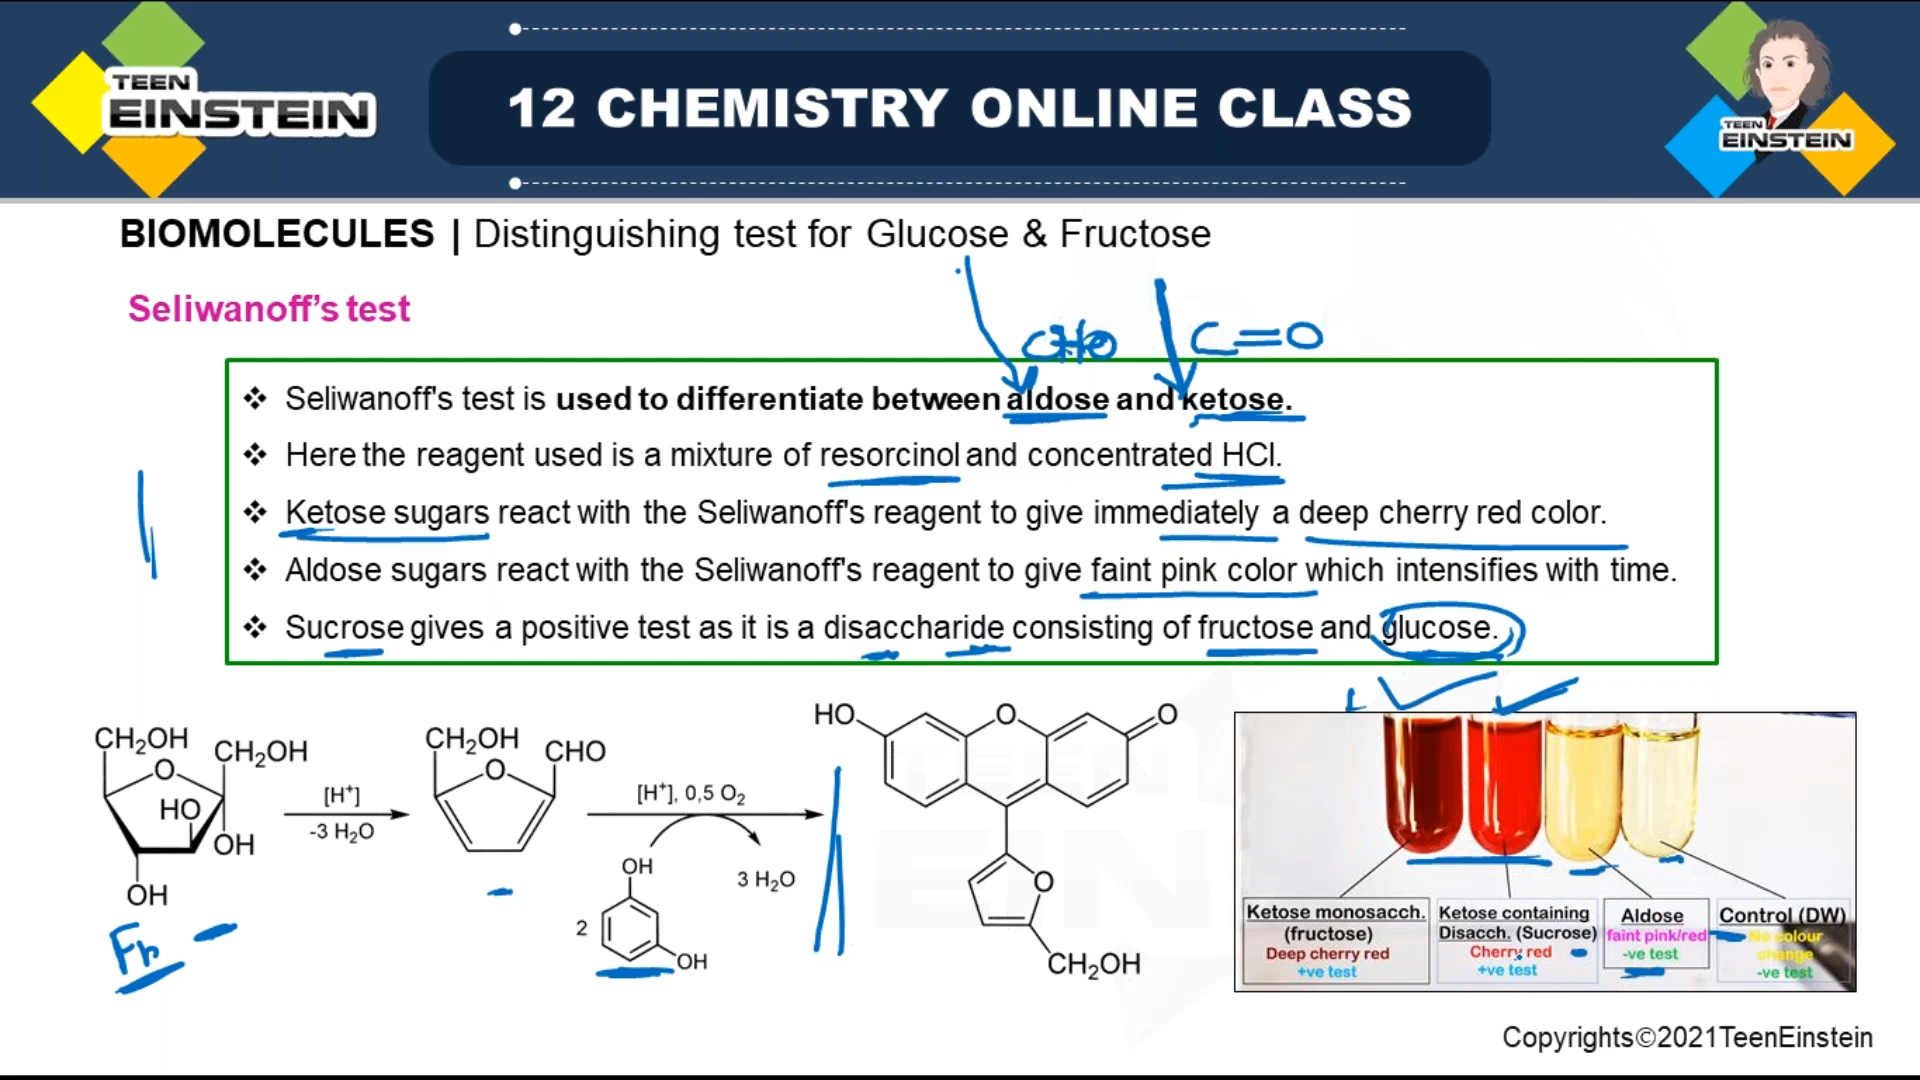 TEEN
EINSTEIN
12 CHEMISTRY ONLINE CLASS
TEEN
EINSTEIN
BIOMOLECULES | Distinguishing test for Glucose & Fructose
Seliwanoff's test
CHO
C=O
❖ Seliwanoff's test is used to differentiate between aldose and ketose.
❖ Here the reagent used is a mixture of resorcinol and concentrated HCl.
❖ Ketose sugars react with the Seliwanoff's reagent to give immediately a deep cherry red color.
❖ Aldose sugars react with the Seliwanoff's reagent to give faint pink color which intensifies with time.
❖ Sucrose gives a positive test as it is a disaccharide consisting of fructose and glucose.
CH₂OH
O
CH₂OH
HO
OH
OH
Fr
[H⁺]
-3 H₂O
CH₂OH
O
CHO
[H⁺], 0,5 O₂
OH
2
OH
3 H₂O
HO
O
O
O
CH₂OH
Ketose monosacch.
(fructose)
Deep cherry red
+ve test
Ketose containing
Disacch. (Sucrose)
Cherry red
+ve test
Aldose
faint pink/red
-ve test
Control (DW)
No colour
change
-ve test
Copyrights©2021TeenEinstein